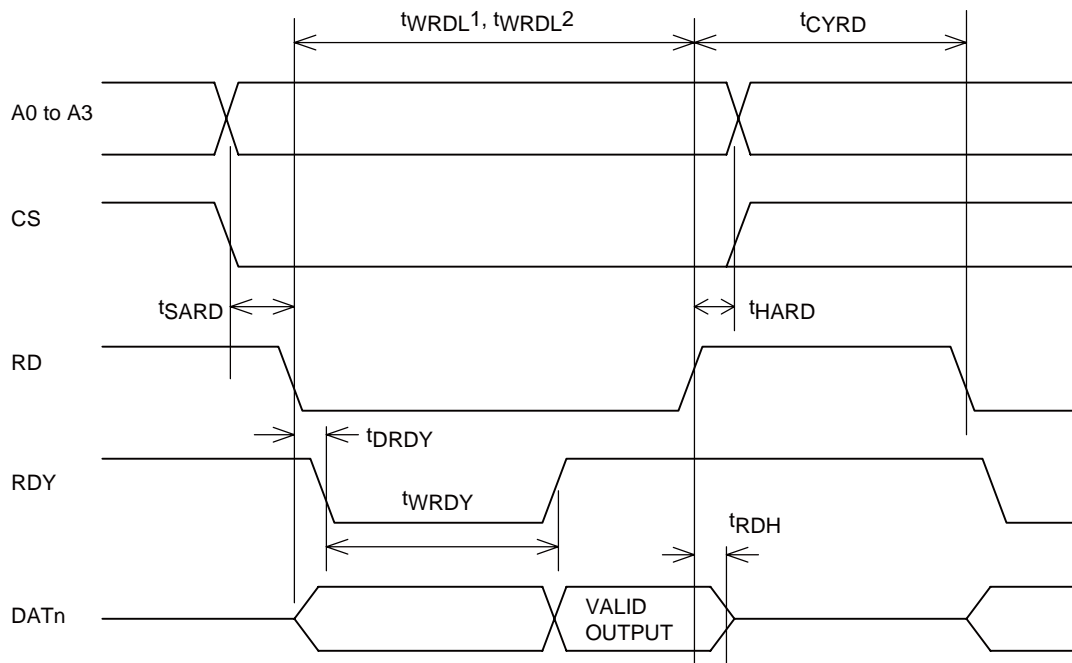 tWRDL1, tWRDL2
tCYRD
A0 to A3
CS
tSARD
tHARD
RD
tDRDY
RDY
tWRDY
tRDH
DATn
VALID
OUTPUT